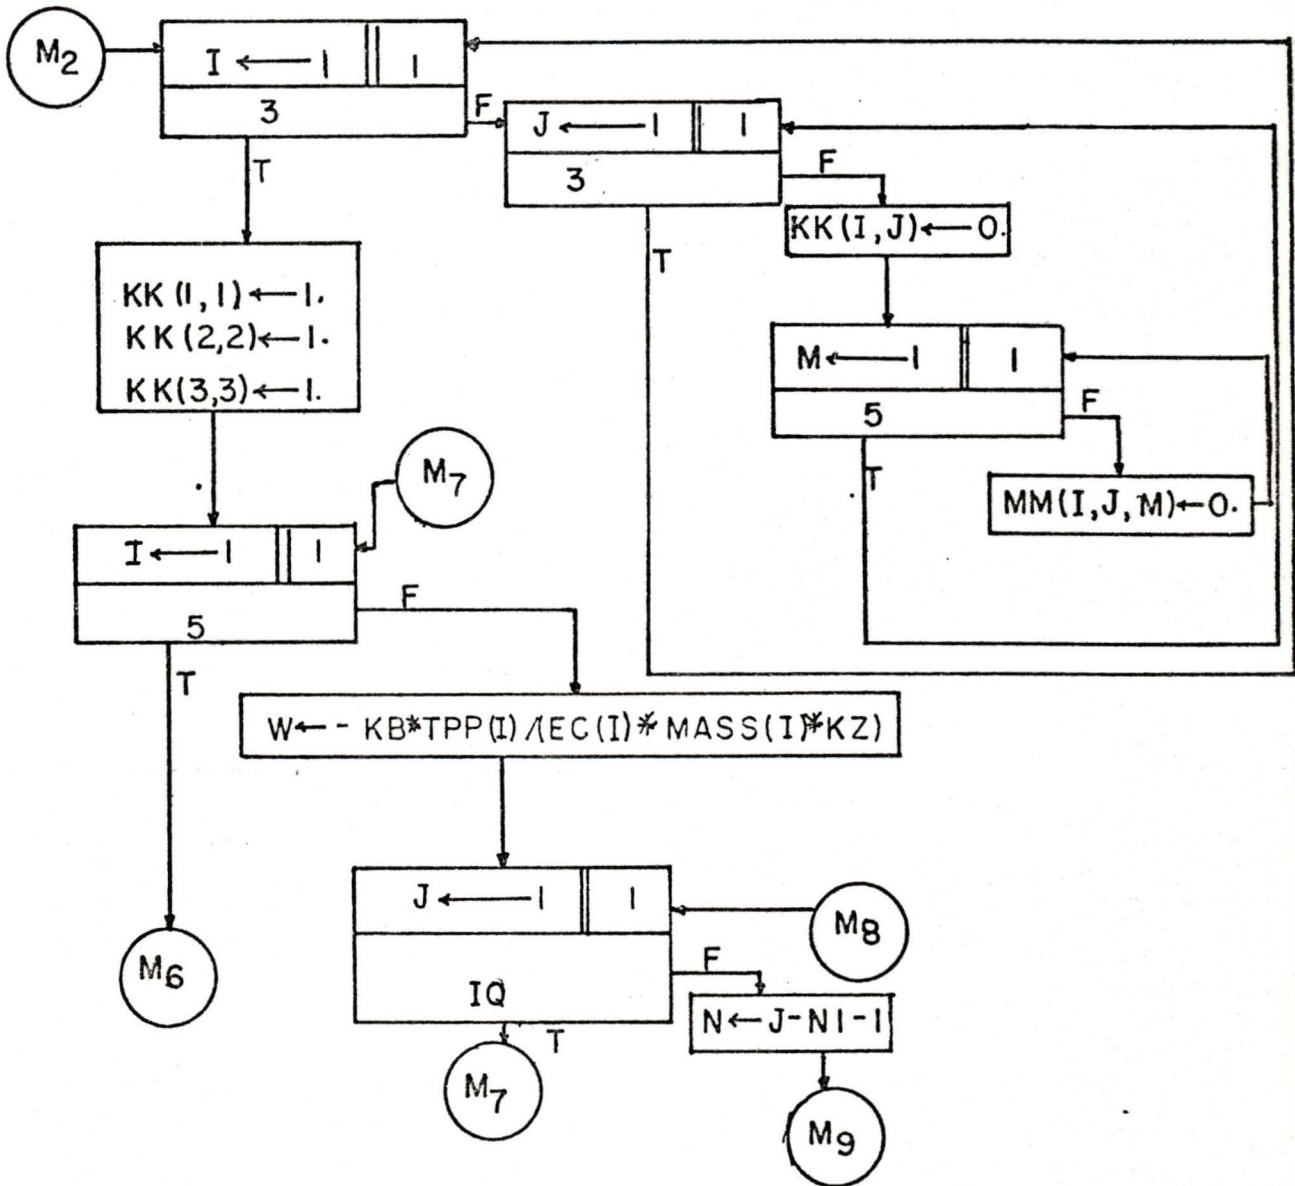 M2
I ← 1 1
3
F
T
J ← 1 1
3
F
T
KK(I,J) ← 0.
KK(1,1) ← 1.
KK(2,2) ← 1.
KK(3,3) ← 1.
M ← 1 1
5
F
T
MM(I,J,M) ← 0.
M7
I ← 1 1
5
F
T
W ← - KB*TPP(I)/(EC(I)*MASS(I)*KZ)
J ← 1 1
IQ
M8
F
T
N ← J-N1-1
M6
M7
M9